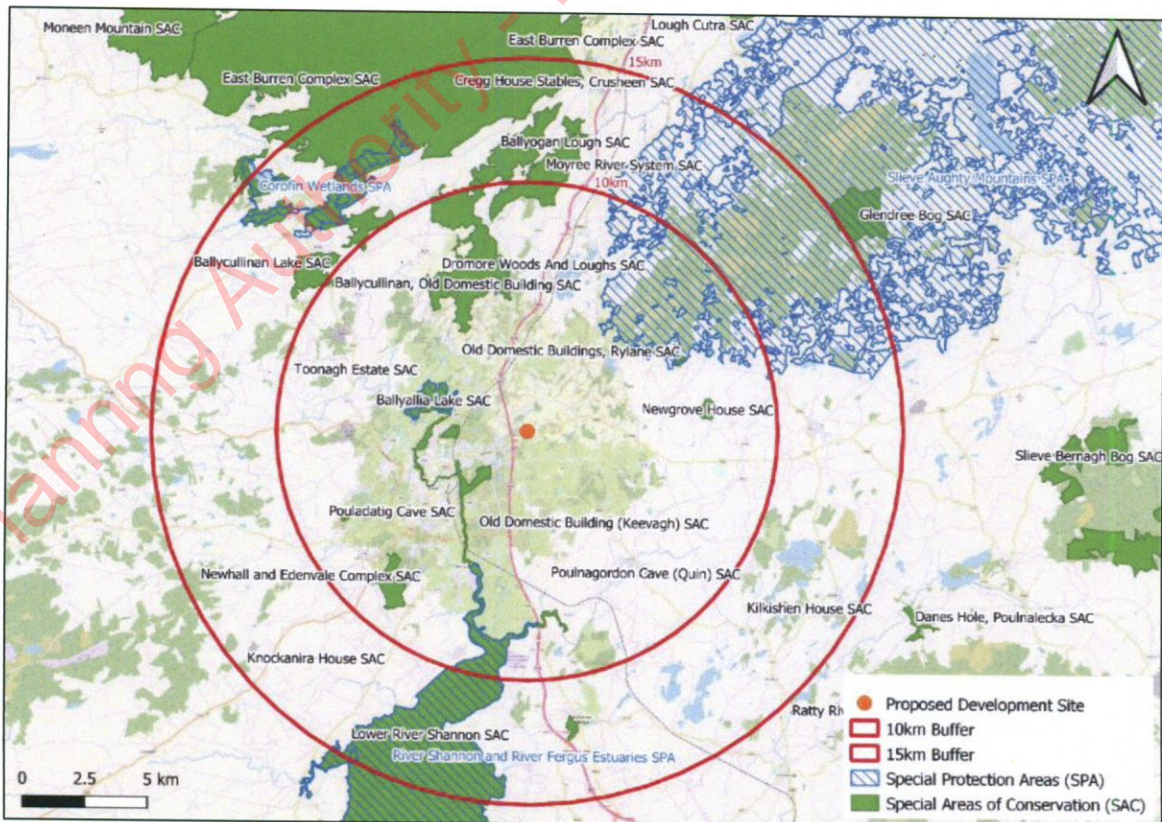 Moneen Mountain SAC
Lough Cutra SAC
East Burren Complex SAC
15km
East Burren Complex SAC
Cregg House Stables, Crusheen SAC
Ballyogan Lough SAC
Moyree River System SAC
10km
Corofin Wetlands SPA
Slieve Aughty Mountains SPA
Glendree Bog SAC
Ballycullinan Lake SAC
Dromore Woods And Loughs SAC
Ballycullinan, Old Domestic Building SAC
Old Domestic Buildings, Rylane SAC
Toonagh Estate SAC
Ballyallia Lake SAC
Newgrove House SAC
Slieve Bernagh Bog SAC
Pouladatig Cave SAC
Old Domestic Building (Keevagh) SAC
Newhall and Edenvale Complex SAC
Poulnagordon Cave (Quin) SAC
Kilkishen House SAC
Danes Hole, Poulnalecka SAC
Knockanira House SAC
Ratty Riv
Lower River Shannon SAC
River Shannon and River Fergus Estuaries SPA
0 2.5 5 km
Proposed Development Site
10km Buffer
15km Buffer
Special Protection Areas (SPA)
Special Areas of Conservation (SAC)
lanning Authority -